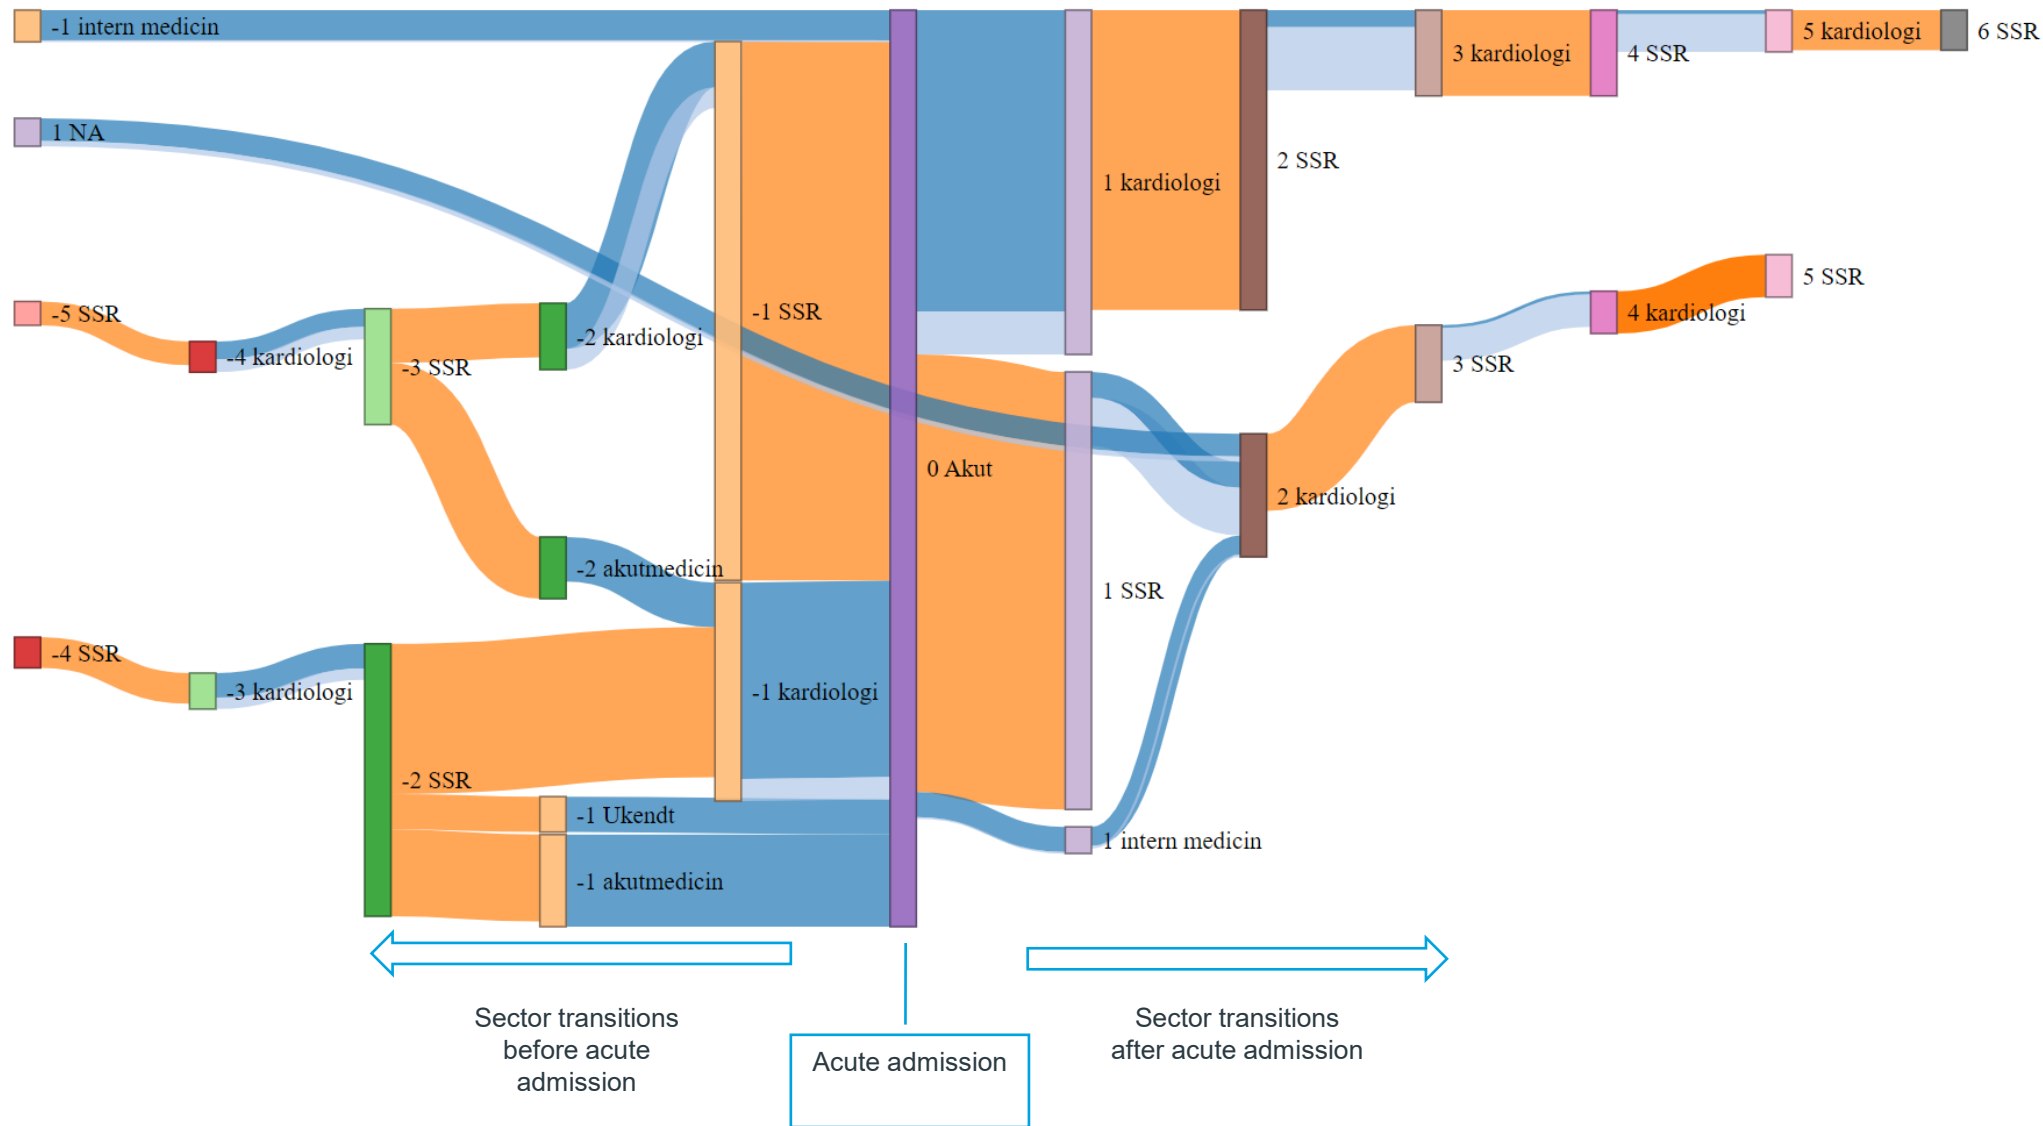 -1 intern medicin
5 kardiologi
6 SSR
3 kardiologi
4 SSR
1 NA
2 SSR
1 kardiologi
5 SSR
-5 SSR
-1 SSR
4 kardiologi
-2 kardiologi
-4 kardiologi
-3 SSR
3 SSR
0 Akut
2 kardiologi
-2 akutmedicin
1 SSR
-4 SSR
-3 kardiologi
-1 kardiologi
-2 SSR
-1 Ukendt
1 intern medicin
-1 akutmedicin
Sector transitions
before acute
admission
Acute admission
Sector transitions
after acute admission